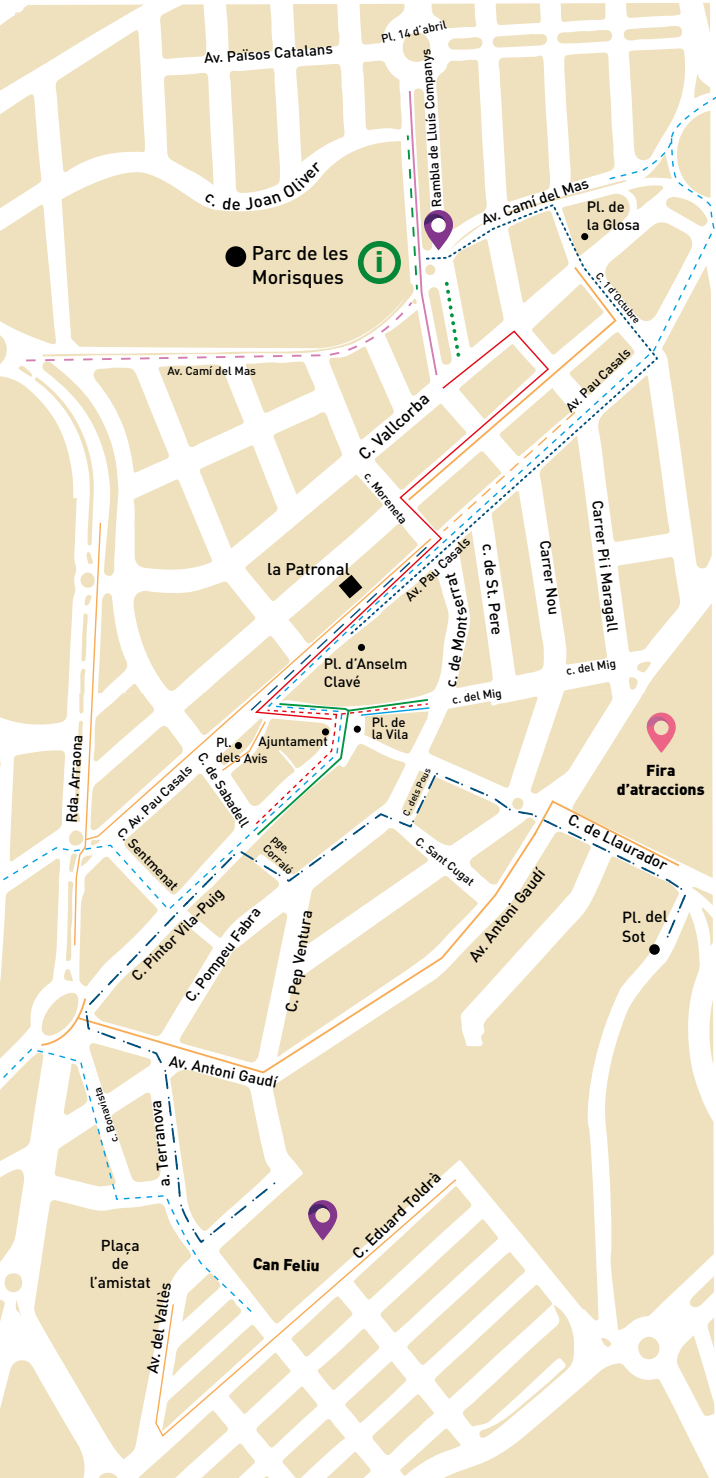 Pl. 14 d'abril
Av. Països Catalans
Rambla de Lluís Companys
c. de Joan Oliver
Av. Camí del Mas
Pl. de
la Glosa
Parc de les
Morisques
i
C. 1 d'Octubre
Av. Camí del Mas
Av. Pau Casals
C. Vallcorba
c. Moreneta
Carrer Pi i Maragall
Carrer Nou
c. de St. Pere
Av. Pau Casals
la Patronal
c. de Montserrat
Pl. d'Anselm
Clavé
c. del Mig
c. del Mig
Pl. de
la Vila
Ajuntament
Pl.
dels Avis
Fira
d'atraccions
Rda. Arraona
C. Av. Pau Casals
C. de Sabadell
C. dels Pous
C. de Llaurador
C. Sentmenat
pge.
Corraló
C. Sant Cugat
Av. Antoni Gaudí
Pl. del
Sot
C. Pintor Vila-Puig
C. Pompeu Fabra
C. Pep Ventura
Av. Antoni Gaudí
c. Bonavista
a. Terranova
C. Eduard Toldrà
Can Feliu
Plaça
de
l'amistat
Av. del Vallès